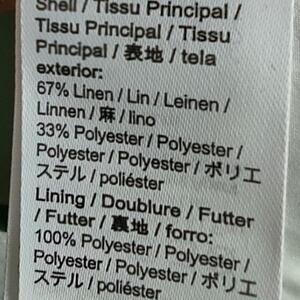 Shell / Tissu Principal /
Tissu Principal / Tissu
Principal / 表地 / tela
exterior:
67% Linen / Lin / Leinen /
Linnen / 麻 / lino
33% Polyester / Polyester /
Polyester / Polyester / ポリエ
ステル / poliéster
Lining / Doublure / Futter
/ Futter / 裏地 / forro:
100% Polyester / Polyester /
Polyester / Polyester / ポリエ
ステル / poliéster